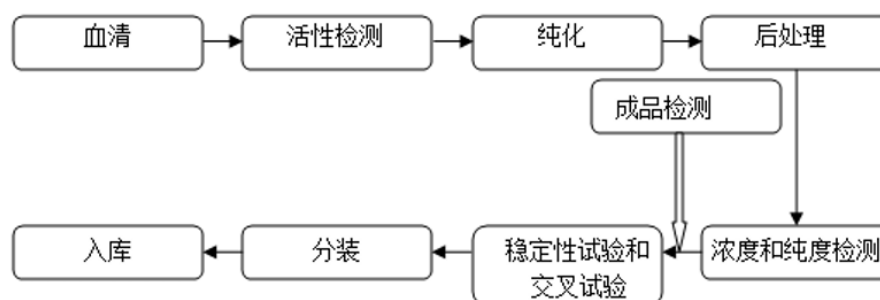 血清
活性检测
纯化
后处理
成品检测
入库
分装
稳定性试验和
交叉试验
浓度和纯度检测